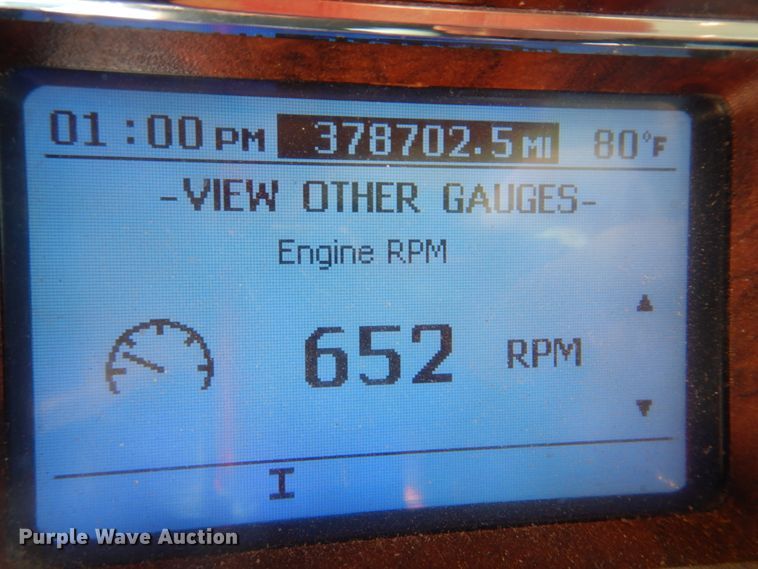 01:00 PM 378702.5 MI 80°F
-VIEW OTHER GAUGES-
Engine RPM
652 RPM
I
Purple Wave Auction